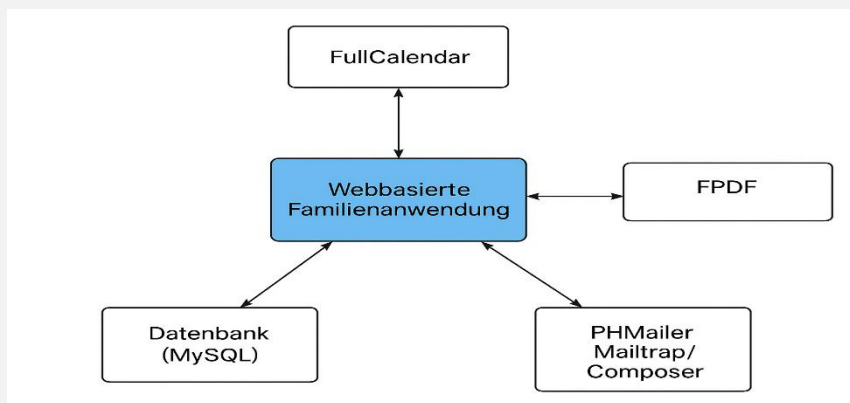 FullCalendar
Webbasierte
Familienanwendung
FPDF
Datenbank
(MySQL)
PHMailer
Mailtrap/
Composer